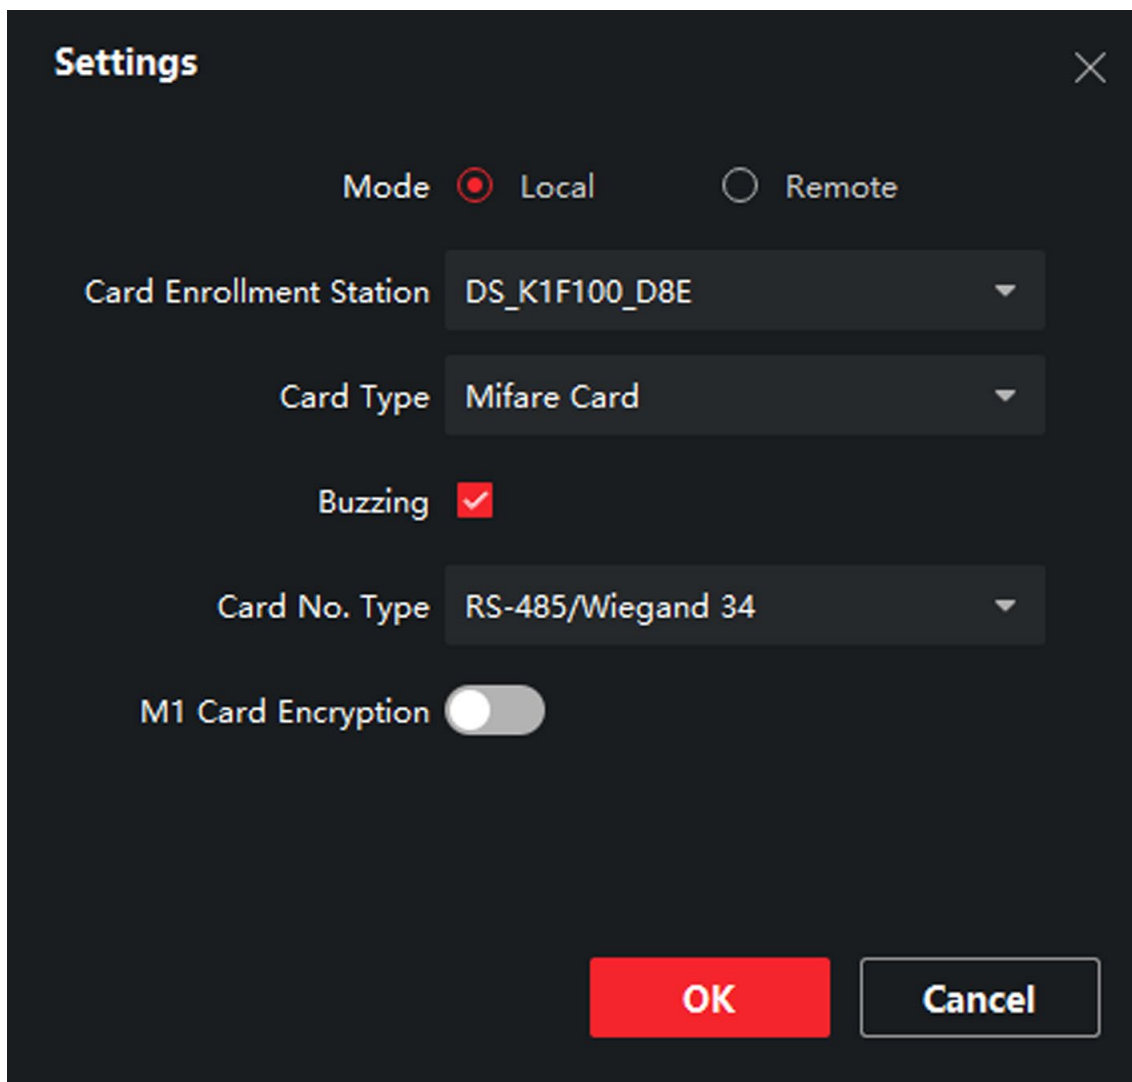 Settings
Mode Local Remote
Card Enrollment Station DS_K1F100_D8E
Card Type Mifare Card
Buzzing
Card No. Type RS-485/Wiegand 34
M1 Card Encryption
OK Cancel